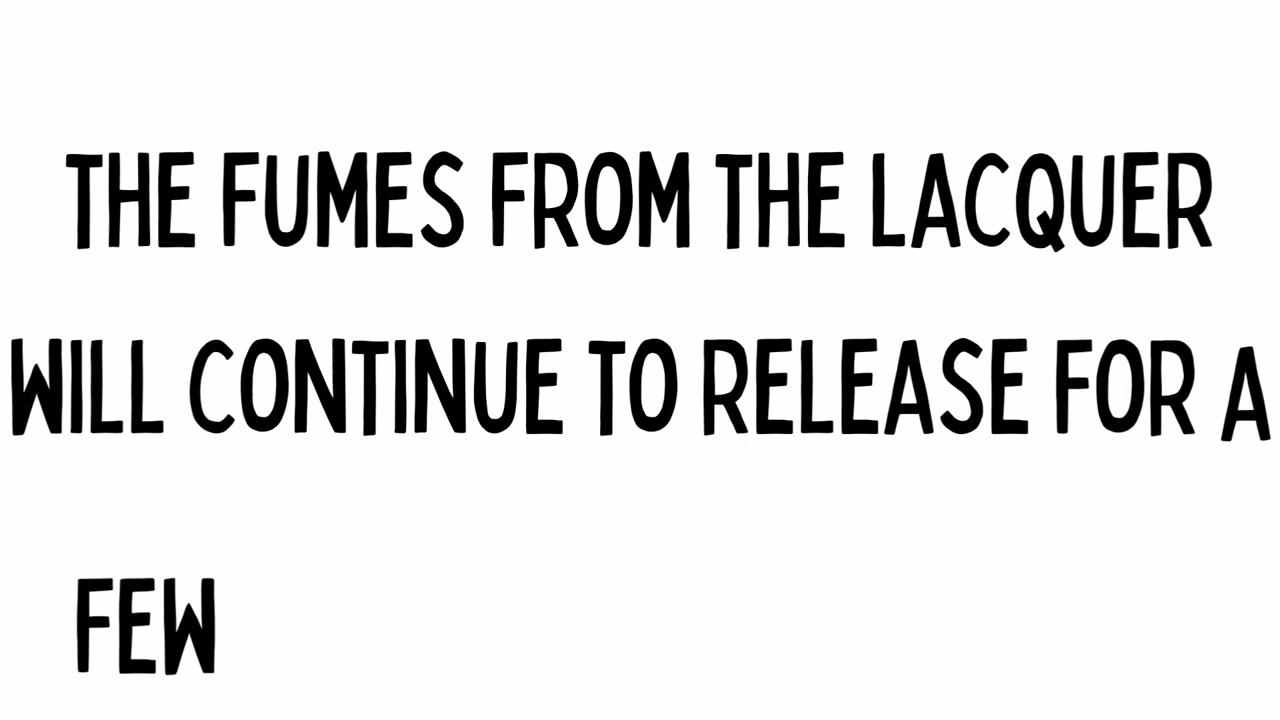 THE FUMES FROM THE LACQUER
WILL CONTINUE TO RELEASE FOR A
FEW